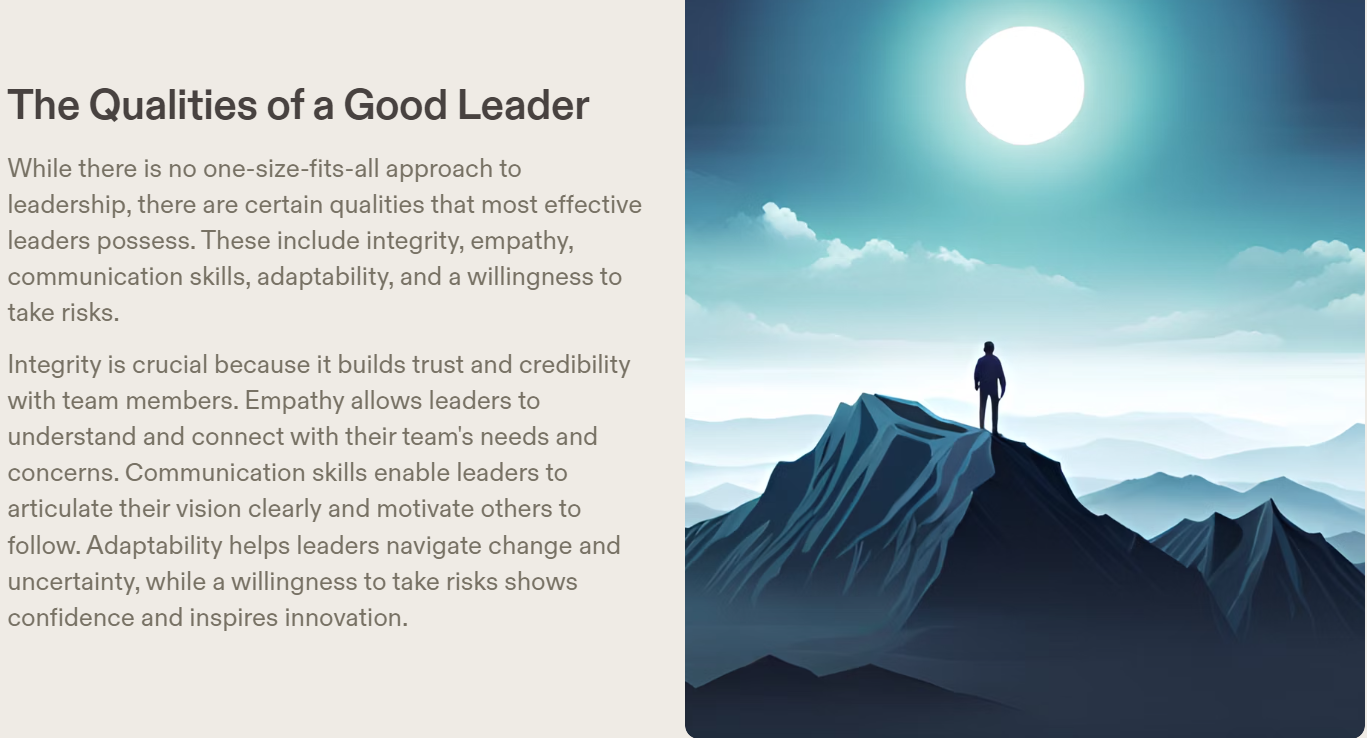 The Qualities of a Good Leader
While there is no one-size-fits-all approach to
leadership, there are certain qualities that most effective
leaders possess. These include integrity, empathy,
communication skills, adaptability, and a willingness to
take risks.
Integrity is crucial because it builds trust and credibility
with team members. Empathy allows leaders to
understand and connect with their team's needs and
concerns. Communication skills enable leaders to
articulate their vision clearly and motivate others to
follow. Adaptability helps leaders navigate change and
uncertainty, while a willingness to take risks shows
confidence and inspires innovation.